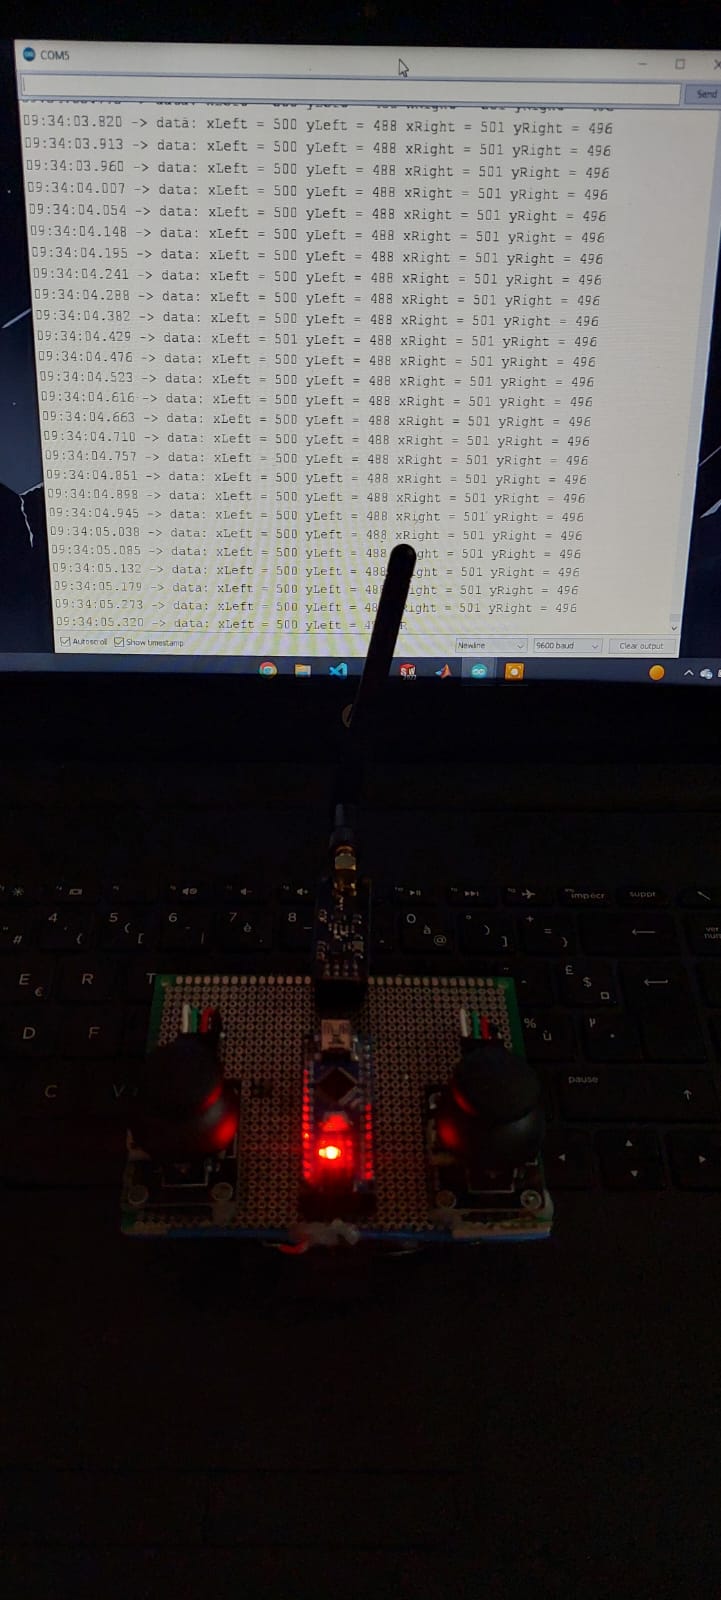 COM5
Send
09:34:03.820 -> data: xLeft = 500 yLeft = 488 xRight = 501 yRight = 496
09:34:03.913 -> data: xLeft = 500 yLeft = 488 xRight = 501 yRight = 496
09:34:03.960 -> data: xLeft = 500 yLeft = 488 xRight = 501 yRight = 496
09:34:04.007 -> data: xLeft = 500 yLeft = 488 xRight = 501 yRight = 496
09:34:04.054 -> data: xLeft = 500 yLeft = 488 xRight = 501 yRight = 496
09:34:04.148 -> data: xLeft = 500 yLeft = 488 xRight = 501 yRight = 496
09:34:04.195 -> data: xLeft = 500 yLeft = 488 xRight = 501 yRight = 496
09:34:04.241 -> data: xLeft = 500 yLeft = 488 xRight = 501 yRight = 496
09:34:04.288 -> data: xLeft = 500 yLeft = 488 xRight = 501 yRight = 496
09:34:04.382 -> data: xLeft = 500 yLeft = 488 xRight = 501 yRight = 496
09:34:04.429 -> data: xLeft = 501 yLeft = 488 xRight = 501 yRight = 496
09:34:04.476 -> data: xLeft = 500 yLeft = 488 xRight = 501 yRight = 496
09:34:04.523 -> data: xLeft = 500 yLeft = 488 xRight = 501 yRight = 496
09:34:04.616 -> data: xLeft = 500 yLeft = 488 xRight = 501 yRight = 496
09:34:04.663 -> data: xLeft = 500 yLeft = 488 xRight = 501 yRight = 496
09:34:04.710 -> data: xLeft = 500 yLeft = 488 xRight = 501 yRight = 496
09:34:04.757 -> data: xLeft = 500 yLeft = 488 xRight = 501 yRight = 496
09:34:04.851 -> data: xLeft = 500 yLeft = 488 xRight = 501 yRight = 496
09:34:04.898 -> data: xLeft = 500 yLeft = 488 xRight = 501 yRight = 496
09:34:04.945 -> data: xLeft = 500 yLeft = 488 xRight = 501 yRight = 496
09:34:05.038 -> data: xLeft = 500 yLeft = 488 xRight = 501 yRight = 496
09:34:05.085 -> data: xLeft = 500 yLeft = 488 ight = 501 yRight = 496
09:34:05.132 -> data: xLeft = 500 yLeft = 488 ight = 501 yRight = 496
09:34:05.179 -> data: xLeft = 500 yLeft = 488 ight = 501 yRight = 496
09:34:05.273 -> data: xLeft = 500 yLeft = 48 Right = 501 yRight = 496
09:34:05.320 -> data: xLeft = 500 yLeft = 4
Autoscroll Show timestamp Newline 9600 baud Clear output
impécr suppt
4 5 6 7 8 0
# ( [ | è à @ ) ] + = }
E € R T £ $ ¤
D F % ù µ
C V pause